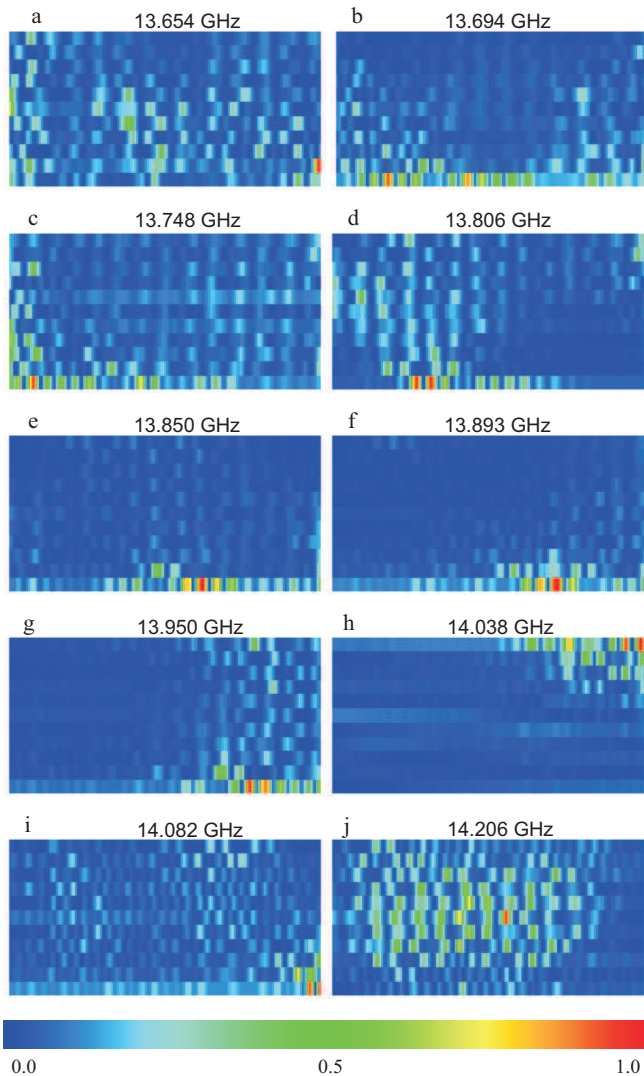 a 13.654 GHz
b 13.694 GHz
c 13.748 GHz
d 13.806 GHz
e 13.850 GHz
f 13.893 GHz
g 13.950 GHz
h 14.038 GHz
i 14.082 GHz
j 14.206 GHz
0.0 0.5 1.0